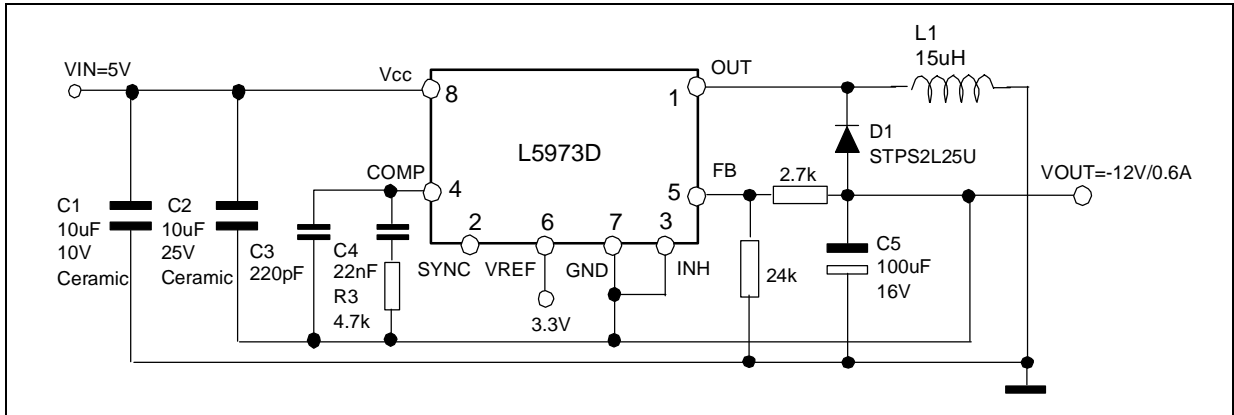 L1
15uH
VIN=5V
Vcc
OUT
8
1
D1
STPS2L25U
L5973D
COMP
FB
2.7k
VOUT=-12V/0.6A
4
5
C1
10uF
10V
Ceramic
C2
10uF
25V
Ceramic
C3
220pF
C4
22nF
R3
4.7k
2
6
7
3
SYNC
VREF
GND
INH
3.3V
24k
C5
100uF
16V